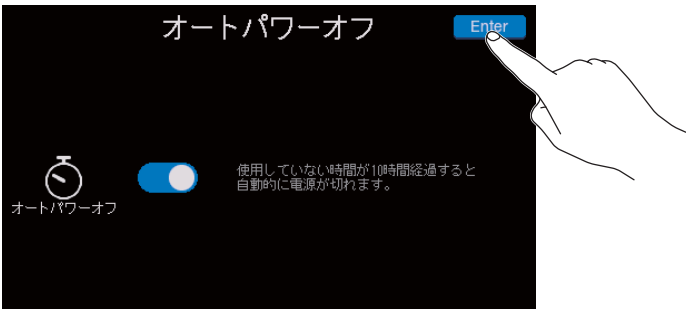 オートパワーオフ
Enter
使用していない時間が10時間経過すると
自動的に電源が切れます。
オートパワーオフ